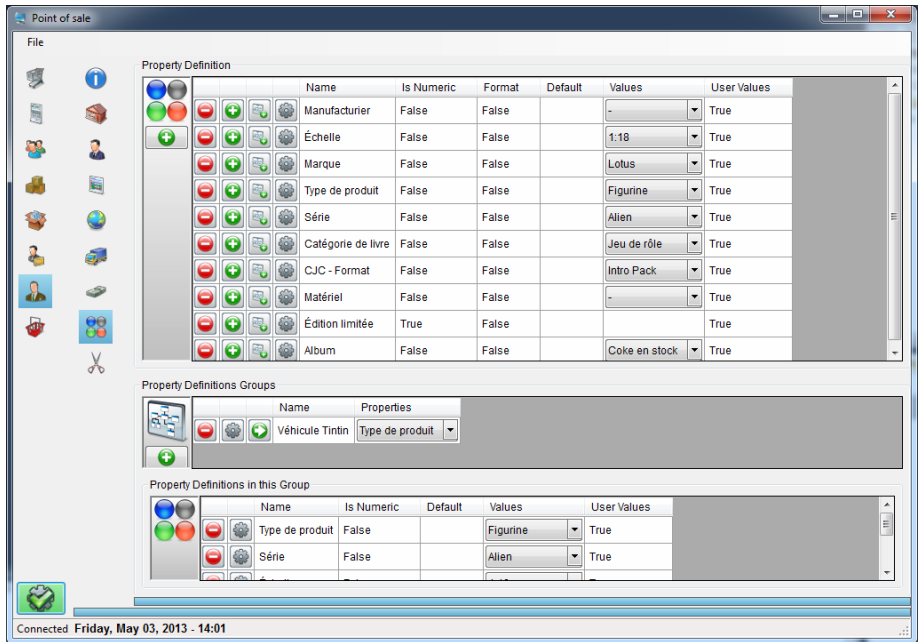 Point of sale
File
Property Definition
Name Is Numeric Format Default Values User Values
Manufacturier False False - True
Échelle False False 1:18 True
Marque False False Lotus True
Type de produit False False Figurine True
Série False False Alien True
Catégorie de livre False False Jeu de rôle True
CJC - Format False False Intro Pack True
Matériel False False - True
Édition limitée True False True
Album False False Coke en stock True
Property Definitions Groups
Name Properties
Véhicule Tintin Type de produit
Property Definitions in this Group
Name Is Numeric Default Values User Values
Type de produit False Figurine True
Série False Alien True
Connected Friday, May 03, 2013 - 14:01